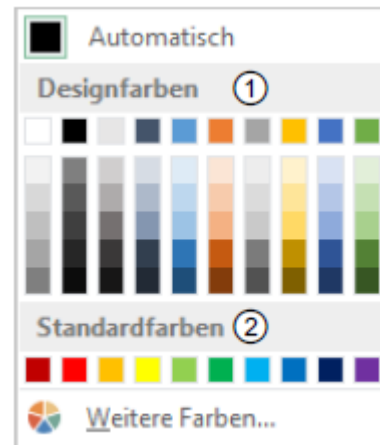 Automatisch
Designfarben ①
Standardfarben ②
Weitere Farben...